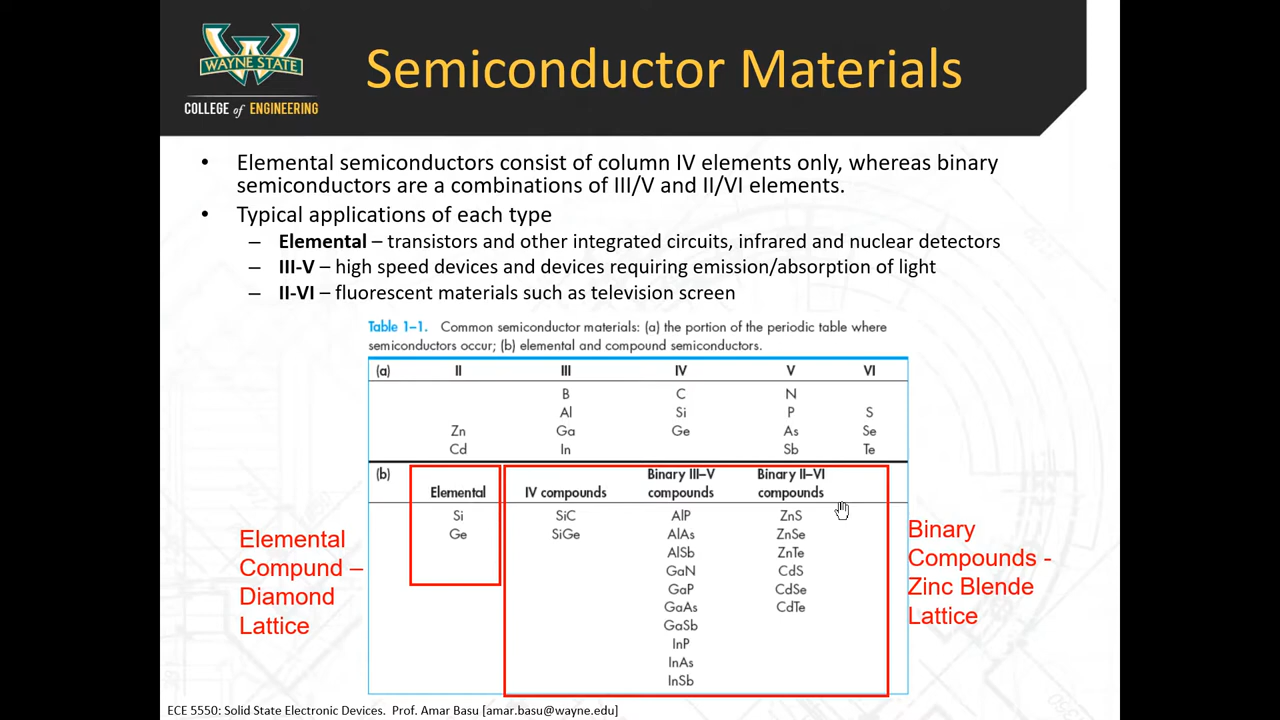 WAYNE STATE
COLLEGE of ENGINEERING
Semiconductor Materials
• Elemental semiconductors consist of column IV elements only, whereas binary
semiconductors are a combinations of III/V and II/VI elements.
• Typical applications of each type
– Elemental – transistors and other integrated circuits, infrared and nuclear detectors
– III-V – high speed devices and devices requiring emission/absorption of light
– II-VI – fluorescent materials such as television screen
Table 1–1. Common semiconductor materials: (a) the portion of the periodic table where
semiconductors occur; (b) elemental and compound semiconductors.
(a) II III IV V VI
B C N
Al Si P S
Zn Ga Ge As Se
Cd In Sb Te
(b) Elemental IV compounds Binary III–V compounds Binary II–VI compounds
Si SiC AlP ZnS
Ge SiGe AlAs ZnSe
AlSb ZnTe
GaN CdS
GaP CdSe
GaAs CdTe
GaSb
InP
InAs
InSb
Elemental
Compund –
Diamond
Lattice
Binary
Compounds -
Zinc Blende
Lattice
ECE 5550: Solid State Electronic Devices. Prof. Amar Basu [amar.basu@wayne.edu]